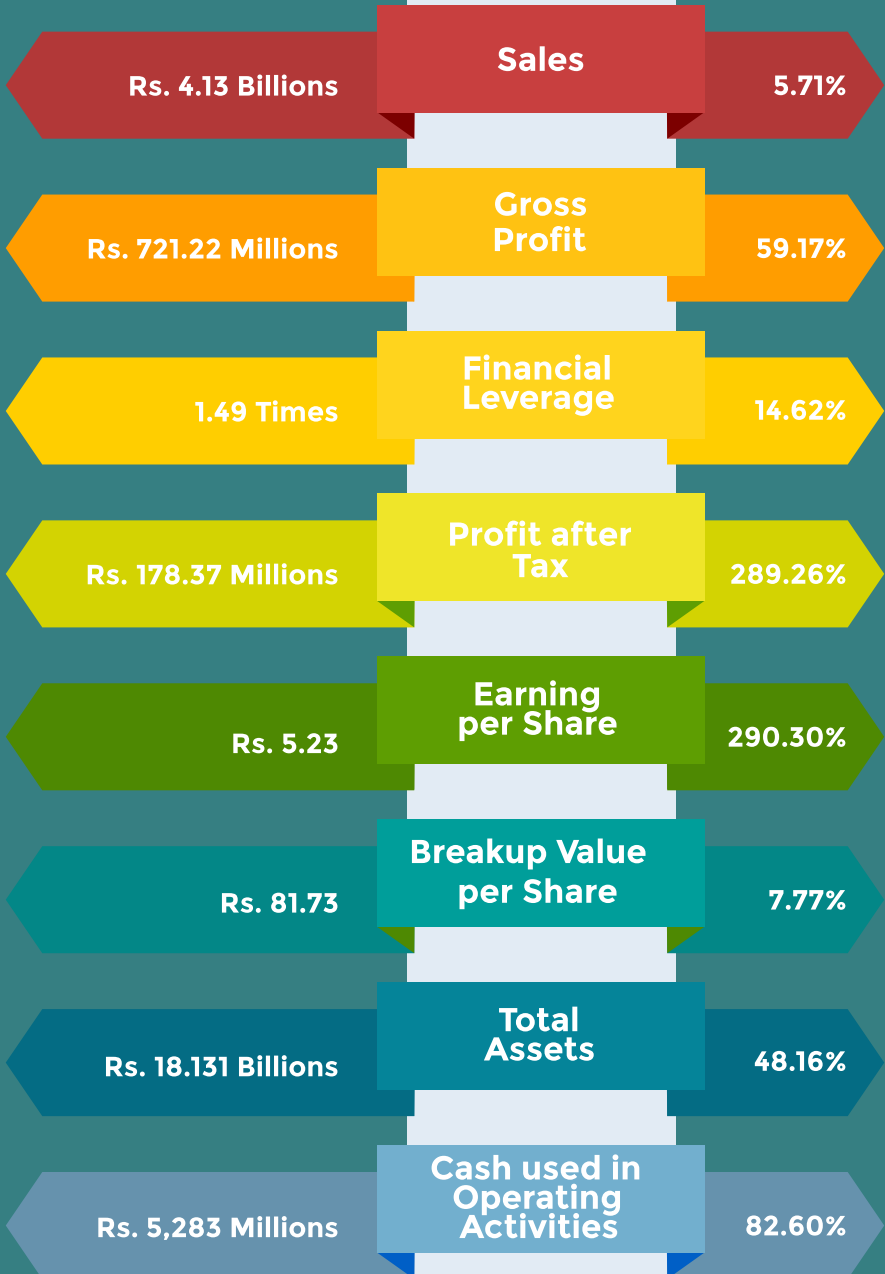 Sales
Rs. 4.13 Billions
5.71%
Gross
Profit
Rs. 721.22 Millions
59.17%
Financial
Leverage
1.49 Times
14.62%
Profit after
Tax
Rs. 178.37 Millions
289.26%
Earning
per Share
Rs. 5.23
290.30%
Breakup Value
per Share
Rs. 81.73
7.77%
Total
Assets
Rs. 18.131 Billions
48.16%
Cash used in
Operating
Activities
Rs. 5,283 Millions
82.60%